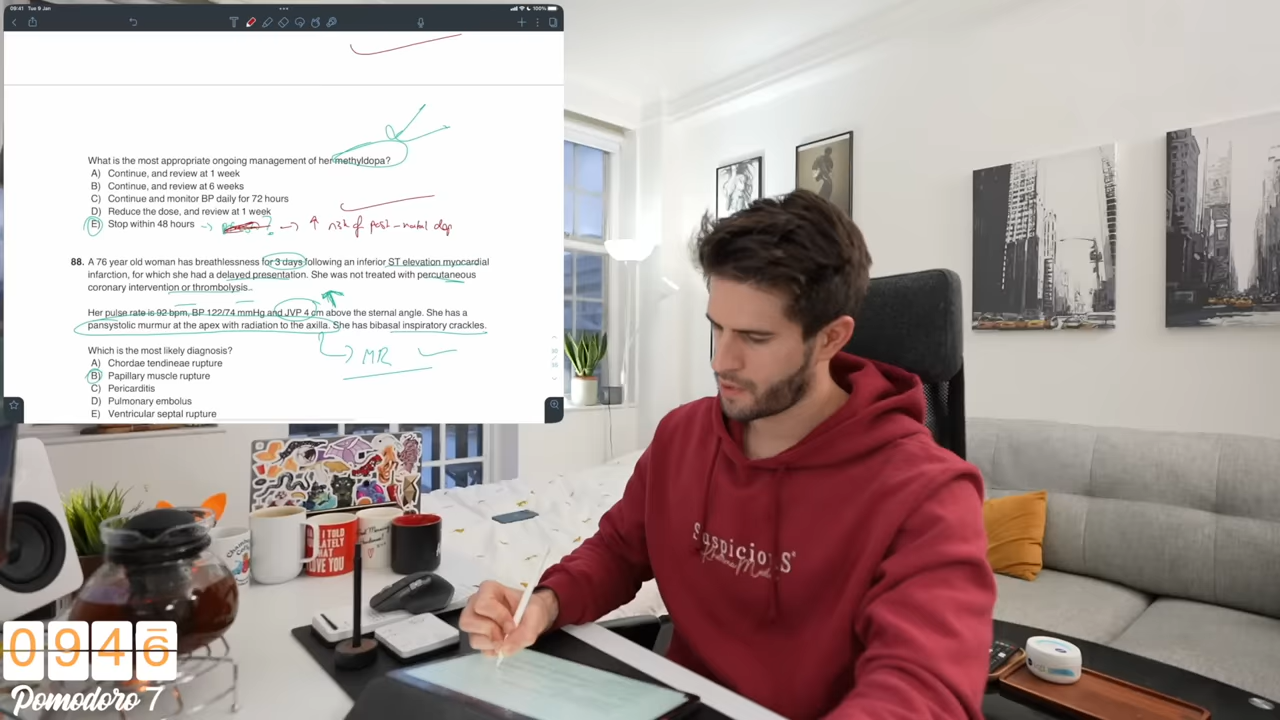 09:41 Tue 9 Jan
100%
What is the most appropriate ongoing management of her methyldopa?
A) Continue, and review at 1 week
B) Continue, and review at 6 weeks
C) Continue and monitor BP daily for 72 hours
D) Reduce the dose, and review at 1 week
E) Stop within 48 hours → → ↑ risk of post-natal dep
88. A 76 year old woman has breathlessness for 3 days following an inferior ST elevation myocardial
infarction, for which she had a delayed presentation. She was not treated with percutaneous
coronary intervention or thrombolysis..
Her pulse rate is 92 bpm, BP 122/74 mmHg and JVP 4 cm above the sternal angle. She has a
pansystolic murmur at the apex with radiation to the axilla. She has bibasal inspiratory crackles.
→ MR
Which is the most likely diagnosis?
A) Chordae tendineae rupture
B) Papillary muscle rupture
C) Pericarditis
D) Pulmonary embolus
E) Ventricular septal rupture
I TOLD
LATELY
THAT
LOVE YOU
Suspicious®
0946
Pomodoro 7